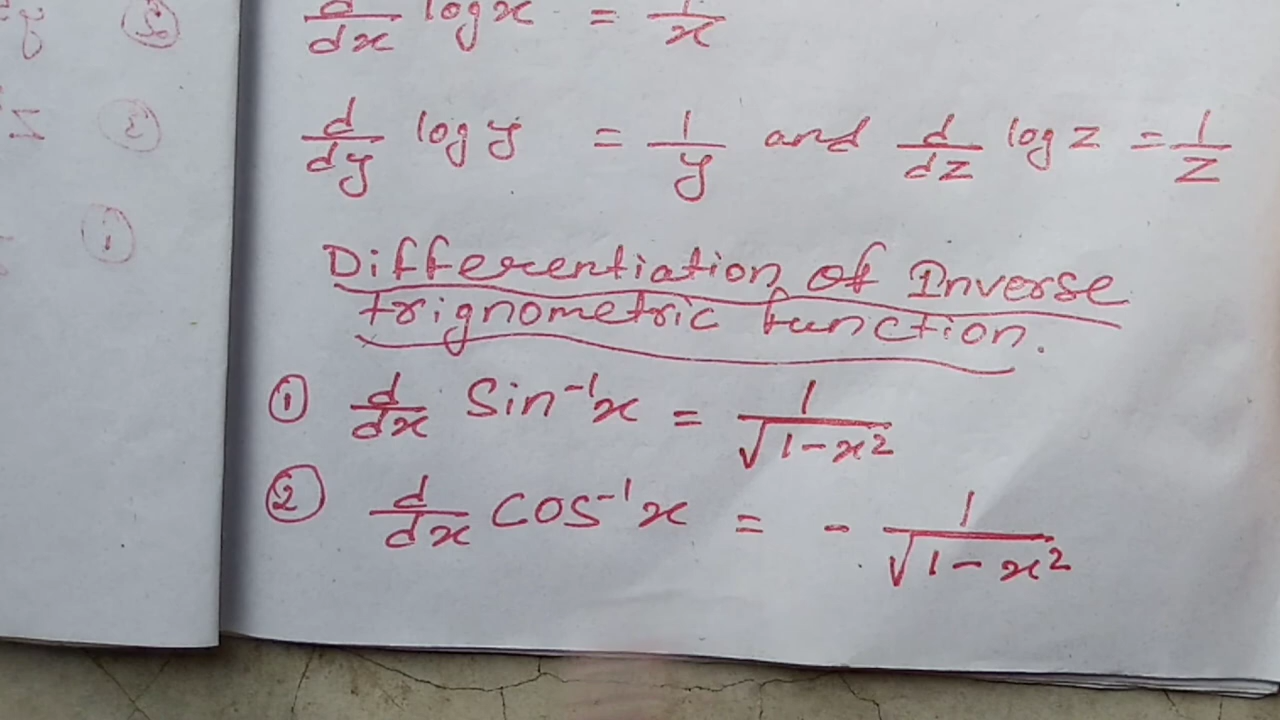 d/dx log x = 1/x
d/dy log y = 1/y and d/dz log z = 1/z
Differentiation of Inverse
trignometric function.
① d/dx Sin⁻¹x = 1/√(1-x²)
② d/dx cos⁻¹x = - 1/√(1-x²)